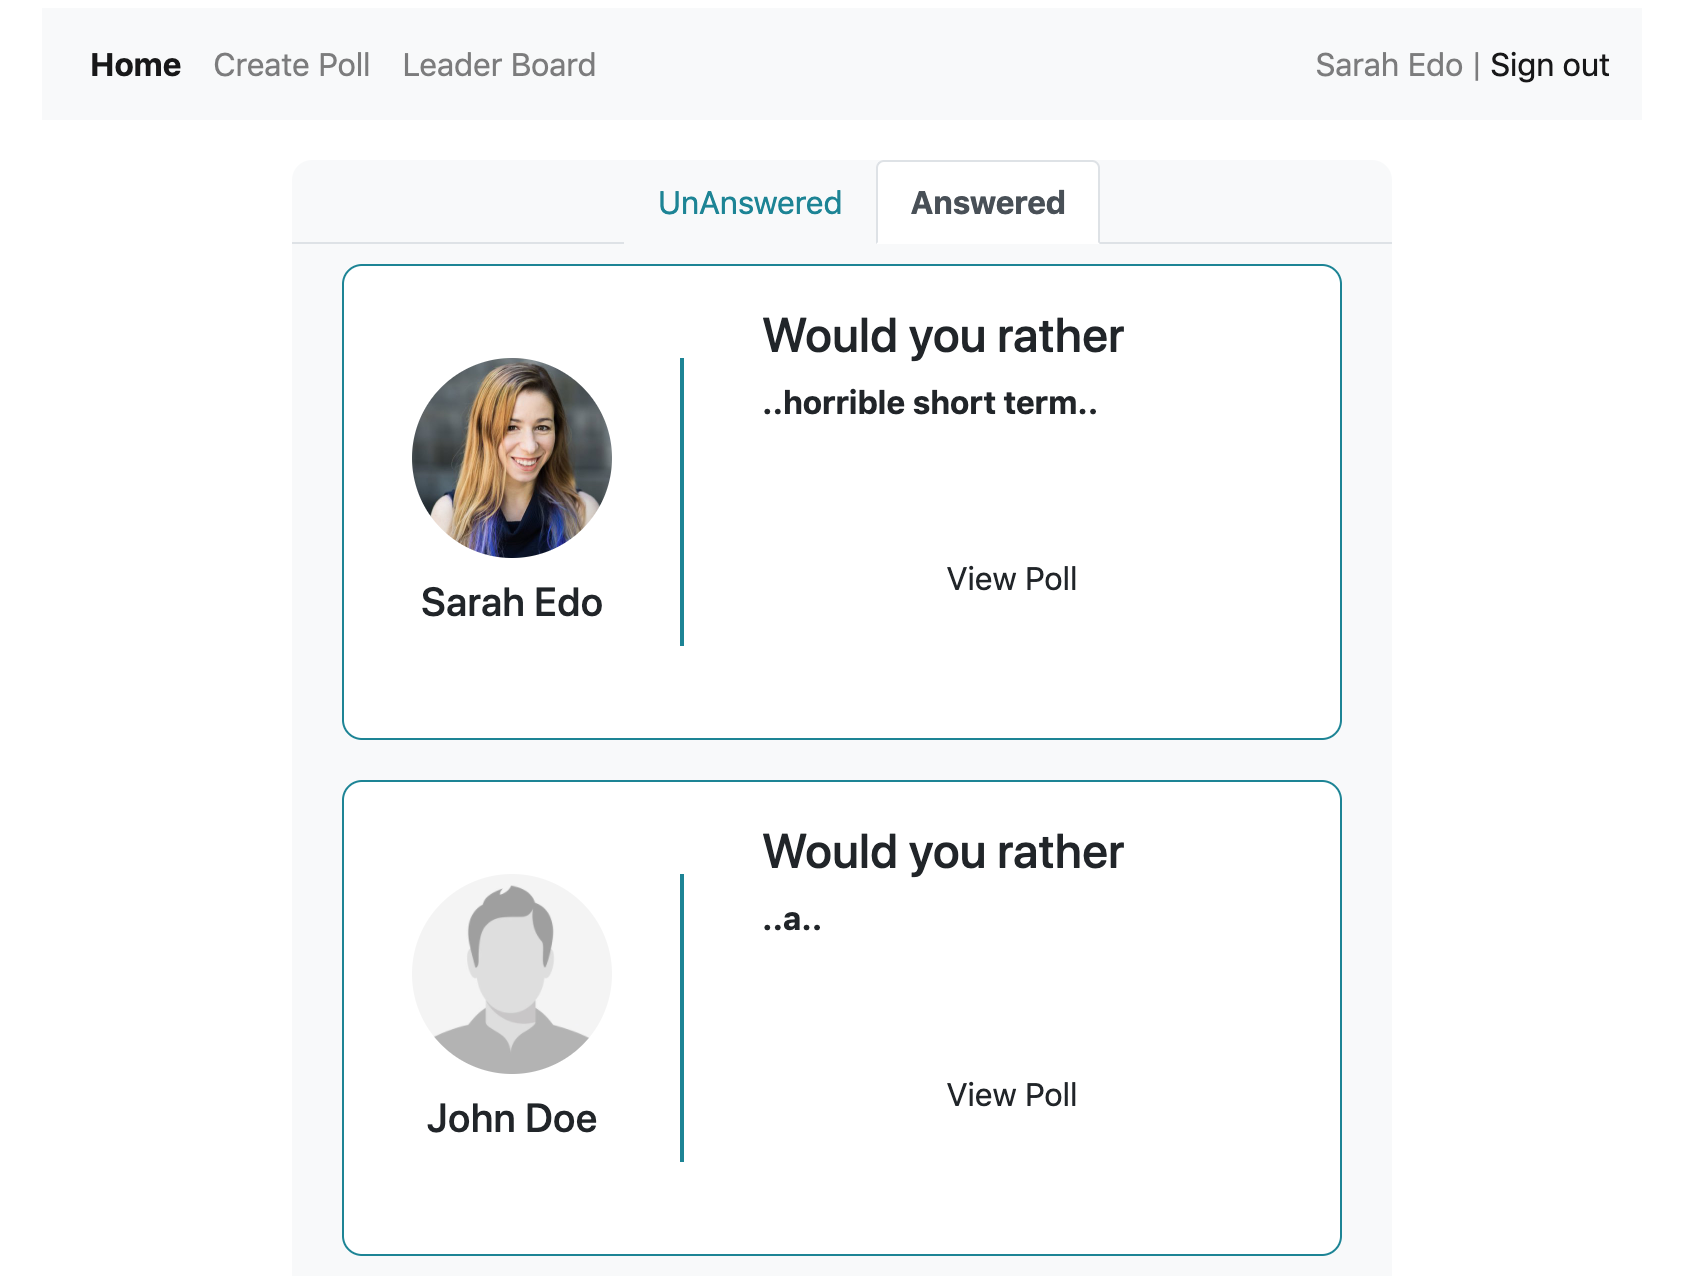 Home Create Poll Leader Board Sarah Edo | Sign out
UnAnswered Answered
Would you rather
..horrible short term..
View Poll
Sarah Edo
Would you rather
..a..
View Poll
John Doe